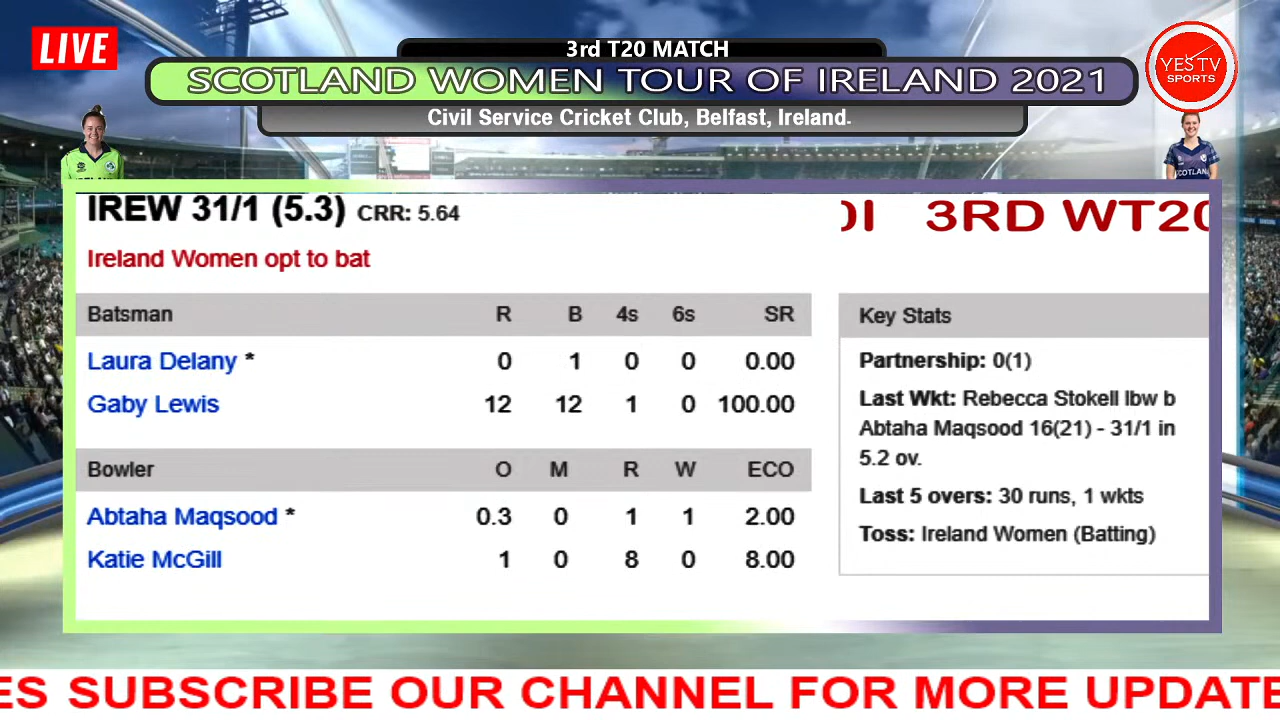 LIVE
3rd T20 MATCH
SCOTLAND WOMEN TOUR OF IRELAND 2021
Civil Service Cricket Club, Belfast, Ireland.
YES TV
SPORTS
SCOTLAND
IREW 31/1 (5.3) CRR: 5.64
3RD WT20
Ireland Women opt to bat
Batsman R B 4s 6s SR
Laura Delany * 0 1 0 0 0.00
Gaby Lewis 12 12 1 0 100.00
Bowler O M R W ECO
Abtaha Maqsood * 0.3 0 1 1 2.00
Katie McGill 1 0 8 0 8.00
Key Stats
Partnership: 0(1)
Last Wkt: Rebecca Stokell lbw b
Abtaha Maqsood 16(21) - 31/1 in
5.2 ov.
Last 5 overs: 30 runs, 1 wkts
Toss: Ireland Women (Batting)
ES SUBSCRIBE OUR CHANNEL FOR MORE UPDATE